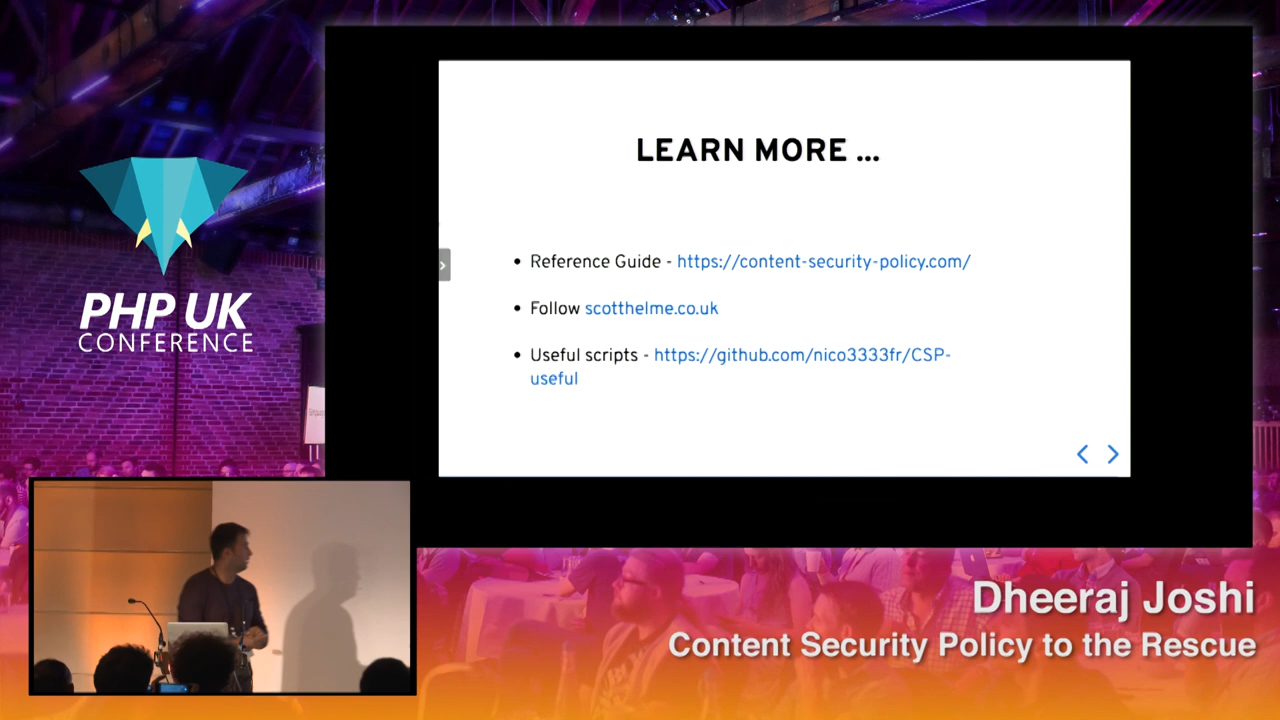 LEARN MORE ...
• Reference Guide - https://content-security-policy.com/
• Follow scotthelme.co.uk
• Useful scripts - https://github.com/nico3333fr/CSP-
useful
PHP UK
CONFERENCE
Dheeraj Joshi
Content Security Policy to the Rescue